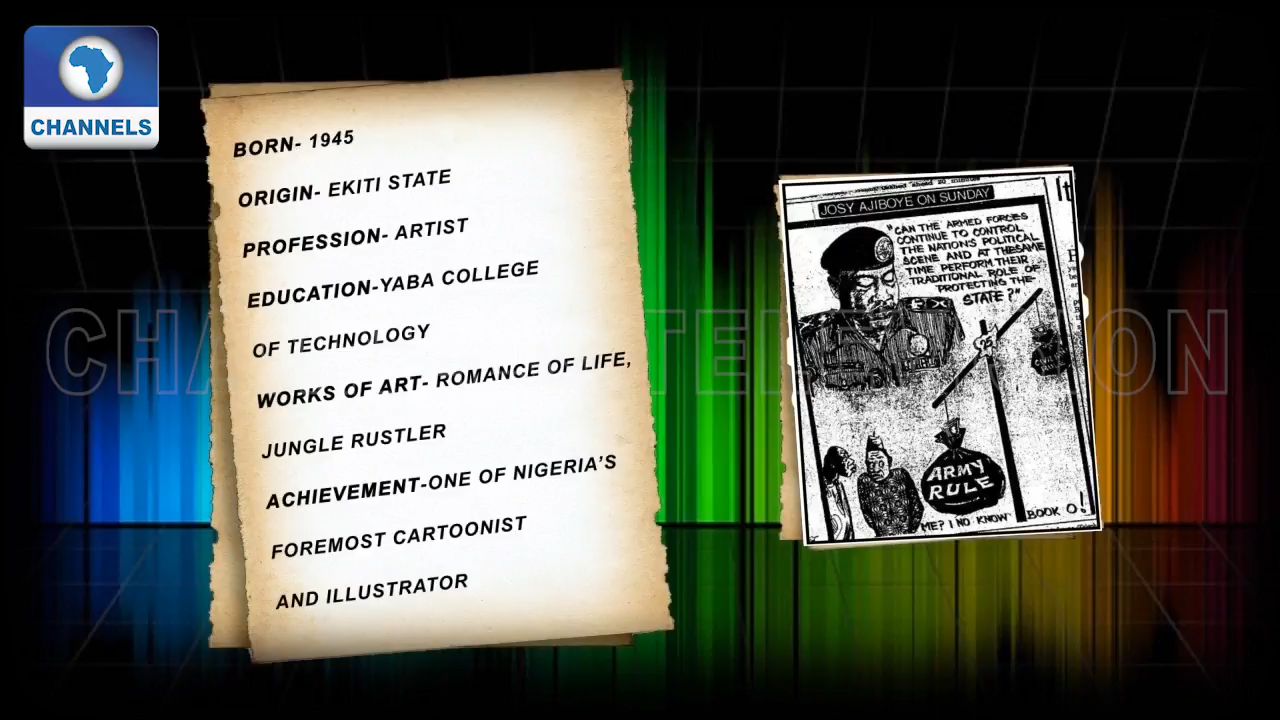 CHANNELS
BORN- 1945
ORIGIN- EKITI STATE
PROFESSION- ARTIST
EDUCATION-YABA COLLEGE
OF TECHNOLOGY
WORKS OF ART- ROMANCE OF LIFE,
JUNGLE RUSTLER
ACHIEVEMENT-ONE OF NIGERIA'S
FOREMOST CARTOONIST
AND ILLUSTRATOR
JOSY AJIBOYE ON SUNDAY
"CAN THE ARMED FORCES
CONTINUE TO CONTROL
THE NATION'S POLITICAL
SCENE AND AT THESAME
TIME PERFORM THEIR
TRADITIONAL ROLE OF
PROTECTING THE
STATE?"
ARMY
RULE
ME? I NO KNOW BOOK O!
It